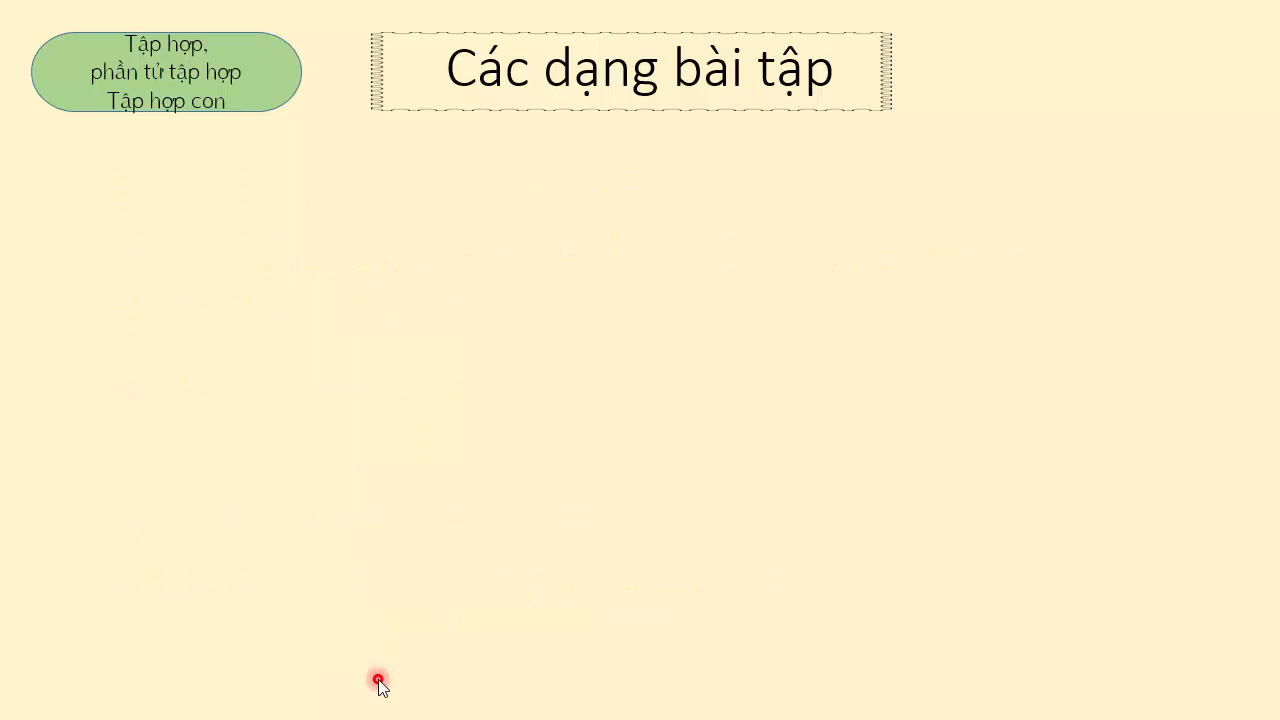 Tập hợp,
phần tử tập hợp
Tập hợp con
Các dạng bài tập